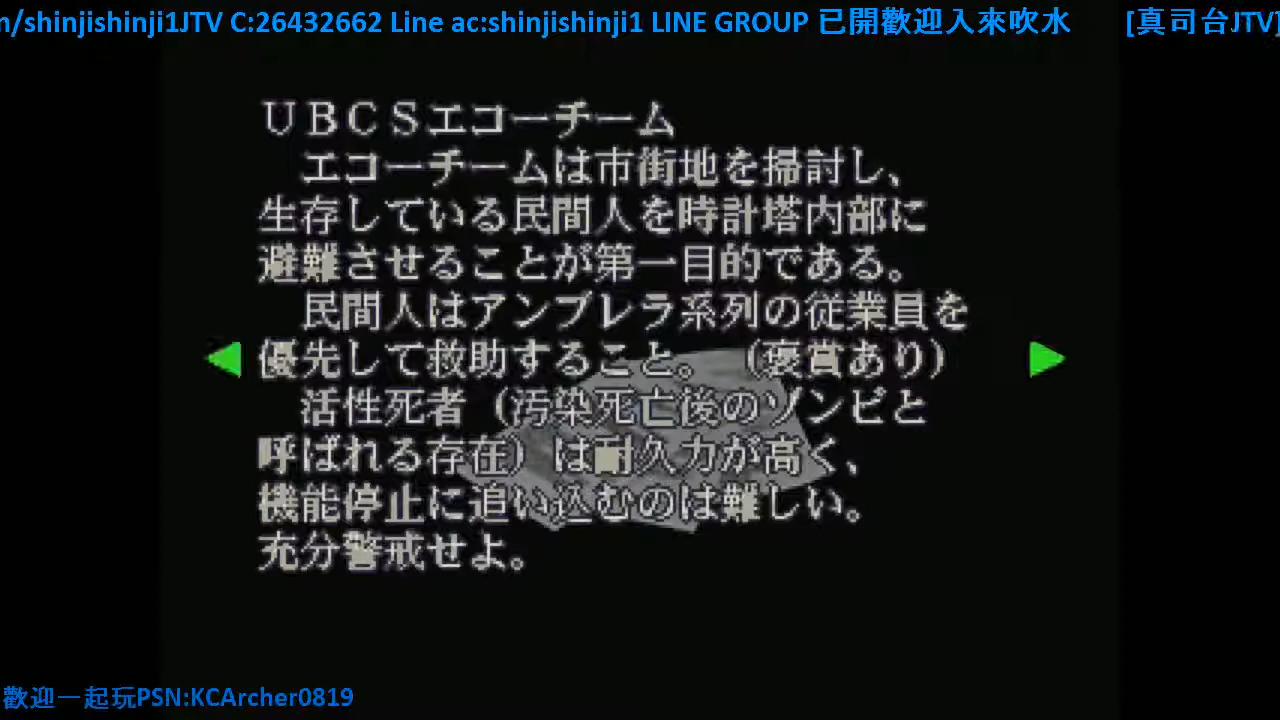 n/shinjishinji1JTV C:26432662 Line ac:shinjishinji1 LINE GROUP 已開歡迎入來吹水 [真司台JTV]
UBCSエコーチーム
エコーチームは市街地を掃討し、
生存している民間人を時計塔内部に
避難させることが第一目的である。
民間人はアンブレラ系列の従業員を
優先して救助すること。(褒賞あり)
活性死者(汚染死亡後のゾンビと
呼ばれる存在)は耐久力が高く、
機能停止に追い込むのは難しい。
充分警戒せよ。
歡迎一起玩PSN:KCArcher0819